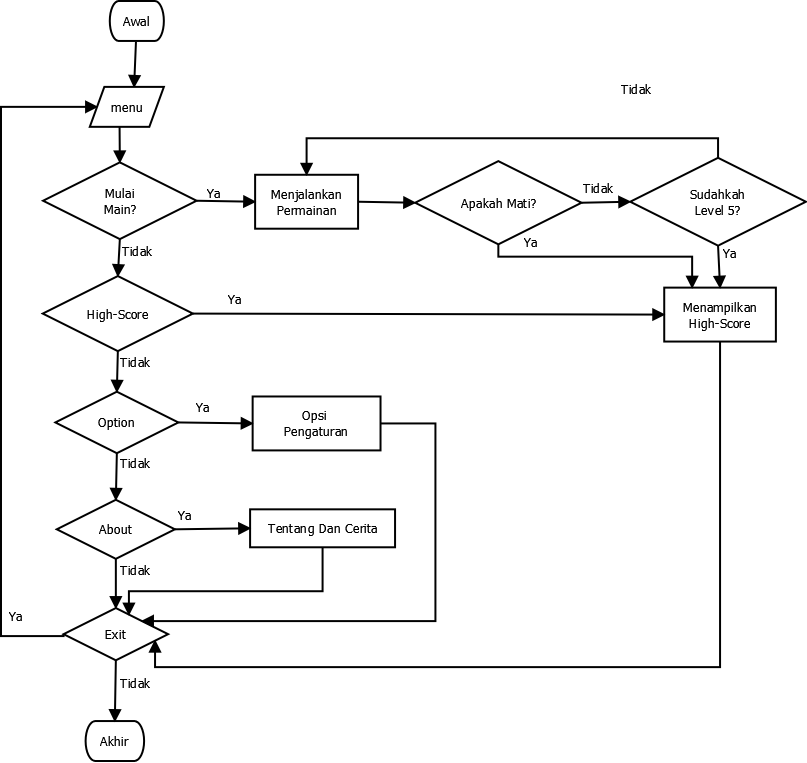 Awal
menu
Tidak
Mulai
Main?
Ya
Menjalankan
Permainan
Apakah Mati?
Tidak
Sudahkah
Level 5?
Ya
Ya
Tidak
High-Score
Ya
Menampilkan
High-Score
Tidak
Option
Ya
Opsi
Pengaturan
Tidak
About
Ya
Tentang Dan Cerita
Tidak
Ya
Exit
Tidak
Akhir